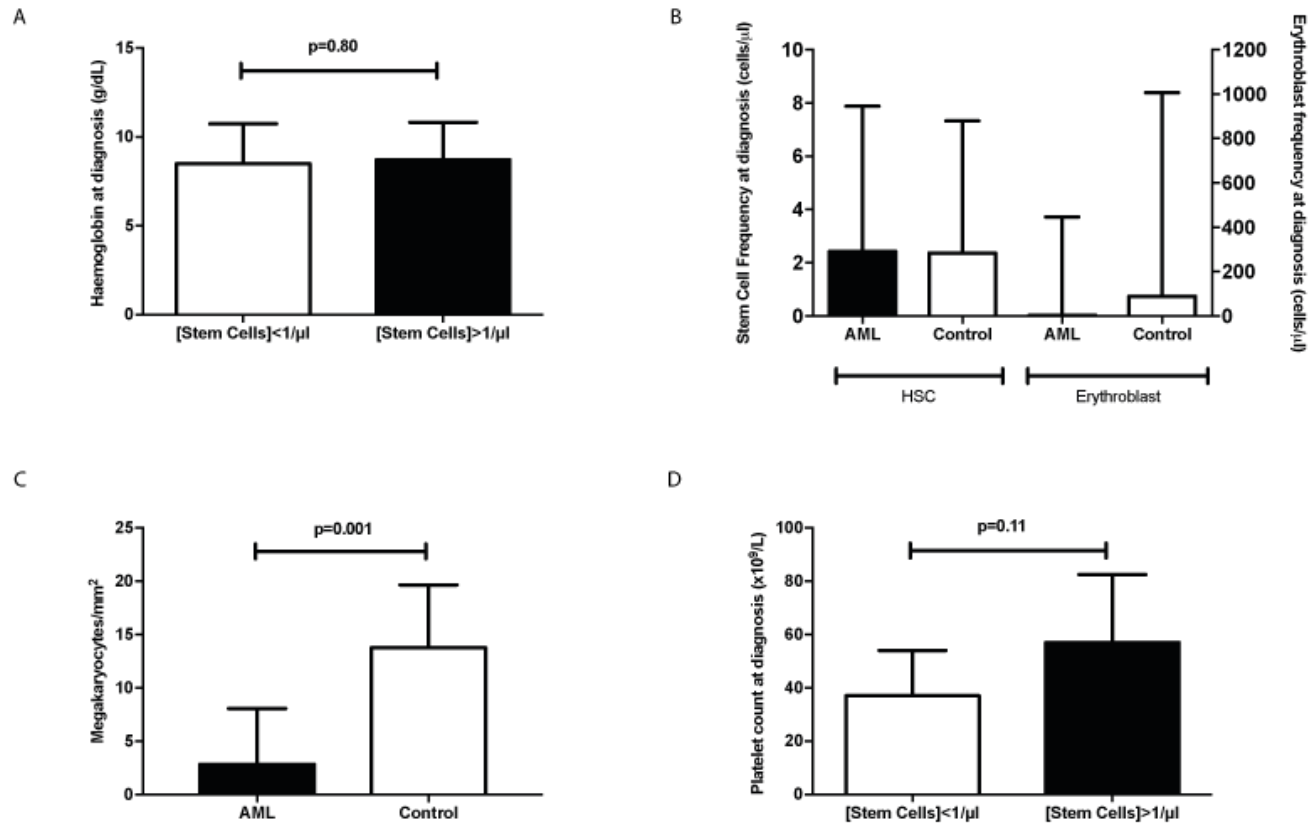 A
Haemoglobin at diagnosis (g/dL)
15
10
5
0
p=0.80
[Stem Cells]<1/µl
[Stem Cells]>1/µl
B
Stem Cell Frequency at diagnosis (cells/µl)
10
8
6
4
2
0
Erythroblast frequency at diagnosis (cells/µl)
1200
1000
800
600
400
200
0
AML
Control
AML
Control
HSC
Erythroblast
C
Megakaryocytes/mm²
25
20
15
10
5
0
p=0.001
AML
Control
D
Platelet count at diagnosis (x10⁹/L)
100
80
60
40
20
0
p=0.11
[Stem Cells]<1/µl
[Stem Cells]>1/µl